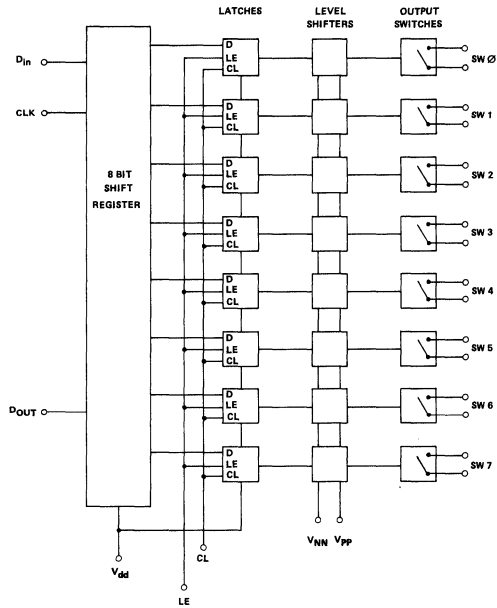 LATCHES
LEVEL
SHIFTERS
OUTPUT
SWITCHES
Din
CLK
DOUT
8 BIT
SHIFT
REGISTER
D
LE
CL
SW Ø
D
LE
CL
SW 1
D
LE
CL
SW 2
D
LE
CL
SW 3
D
LE
CL
SW 4
D
LE
CL
SW 5
D
LE
CL
SW 6
D
LE
CL
SW 7
Vdd
CL
LE
VNN
VPP